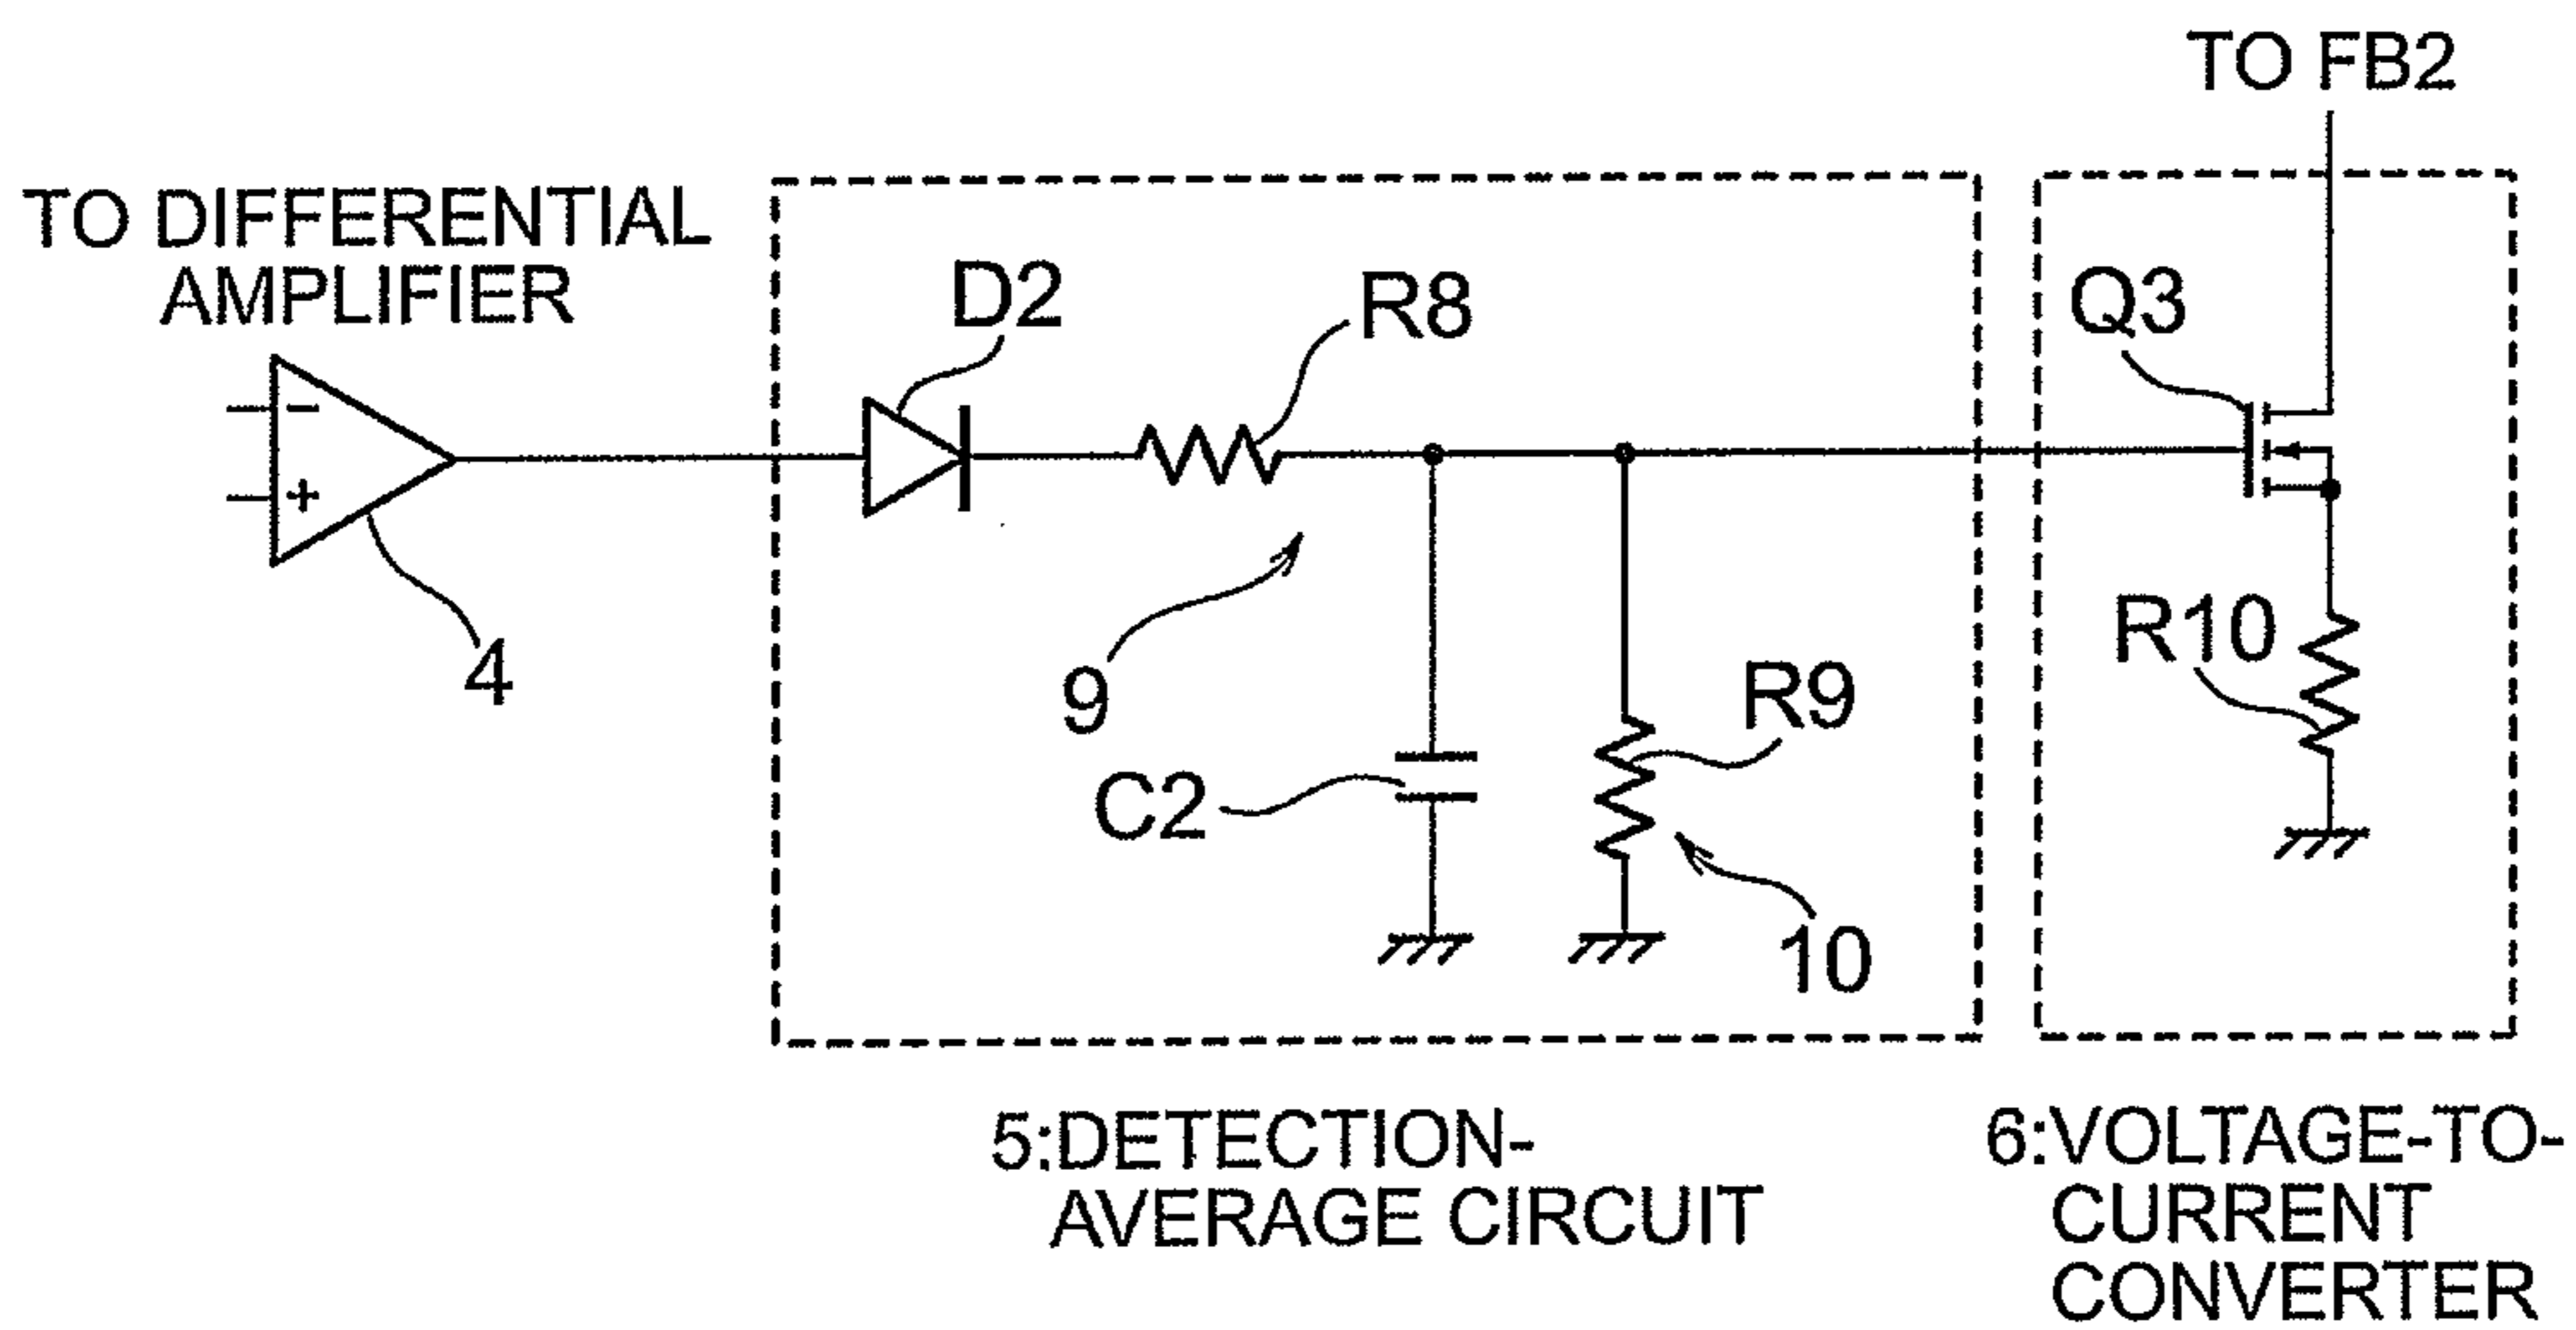 TO FB2
TO DIFFERENTIAL
AMPLIFIER
D2
R8
Q3
−
+
4
9
C2
R9
10
R10
5:DETECTION-
AVERAGE CIRCUIT
6:VOLTAGE-TO-
CURRENT
CONVERTER